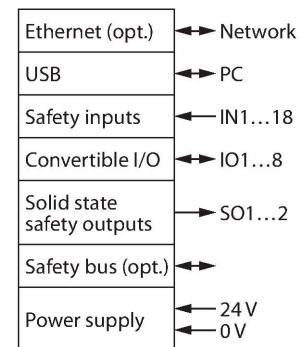 Ethernet (opt.) Network
USB PC
Safety inputs IN1...18
Convertible I/O IO1...8
Solid state
safety outputs SO1...2
Safety bus (opt.)
Power supply 24 V
0 V